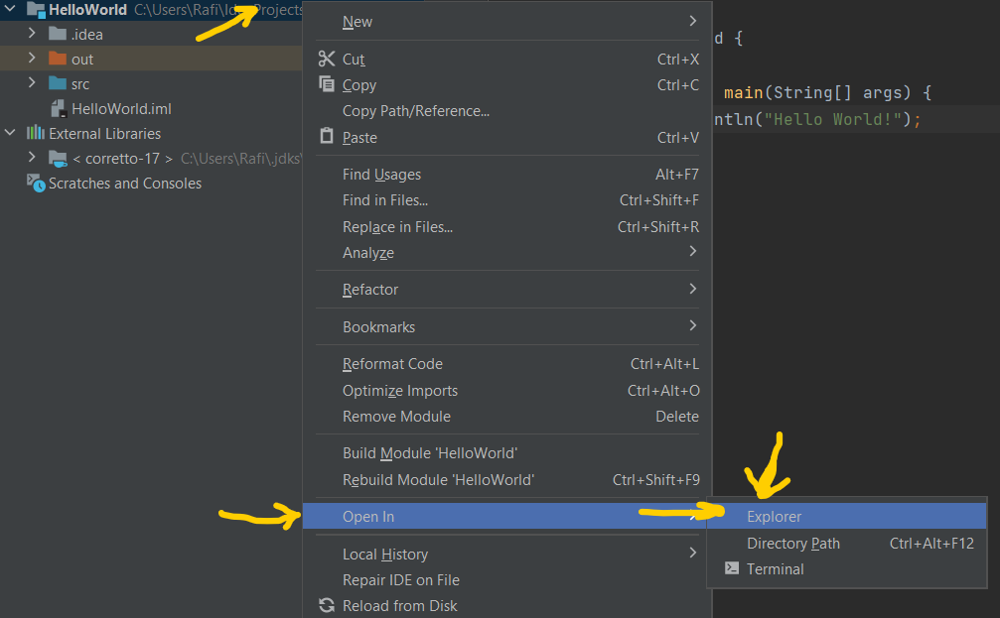 HelloWorld C:\Users\Rafi\Idea Projects
.idea
out
src
HelloWorld.iml
External Libraries
< corretto-17 > C:\Users\Rafi\.jdks\
Scratches and Consoles
New
Cut Ctrl+X
Copy Ctrl+C
Copy Path/Reference...
Paste Ctrl+V
Find Usages Alt+F7
Find in Files... Ctrl+Shift+F
Replace in Files... Ctrl+Shift+R
Analyze
Refactor
Bookmarks
Reformat Code Ctrl+Alt+L
Optimize Imports Ctrl+Alt+O
Remove Module Delete
Build Module 'HelloWorld'
Rebuild Module 'HelloWorld' Ctrl+Shift+F9
Open In
Local History
Repair IDE on File
Reload from Disk
Explorer
Directory Path Ctrl+Alt+F12
Terminal
d {
main(String[] args) {
ntln("Hello World!");